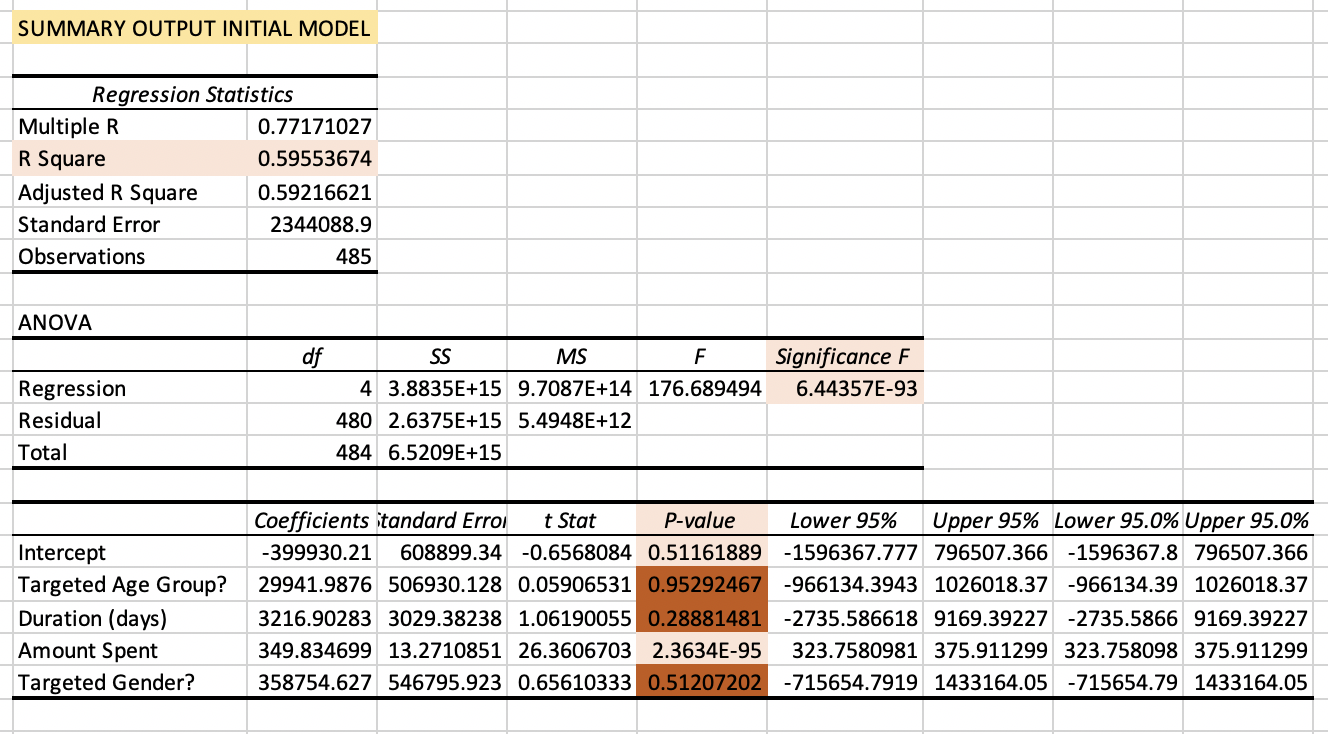 SUMMARY OUTPUT INITIAL MODEL
Regression Statistics
Multiple R 0.77171027
R Square 0.59553674
Adjusted R Square 0.59216621
Standard Error 2344088.9
Observations 485
ANOVA
df SS MS F Significance F
Regression 4 3.8835E+15 9.7087E+14 176.689494 6.44357E-93
Residual 480 2.6375E+15 5.4948E+12
Total 484 6.5209E+15
Coefficients Standard Error t Stat P-value Lower 95% Upper 95% Lower 95.0% Upper 95.0%
Intercept -399930.21 608899.34 -0.6568084 0.51161889 -1596367.777 796507.366 -1596367.8 796507.366
Targeted Age Group? 29941.9876 506930.128 0.05906531 0.95292467 -966134.3943 1026018.37 -966134.39 1026018.37
Duration (days) 3216.90283 3029.38238 1.06190055 0.28881481 -2735.586618 9169.39227 -2735.5866 9169.39227
Amount Spent 349.834699 13.2710851 26.3606703 2.3634E-95 323.7580981 375.911299 323.758098 375.911299
Targeted Gender? 358754.627 546795.923 0.65610333 0.51207202 -715654.7919 1433164.05 -715654.79 1433164.05